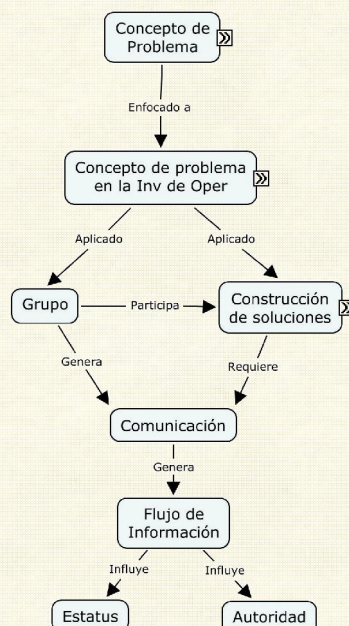 Concepto de
Problema
Enfocado a
Concepto de problema
en la Inv de Oper
Aplicado
Aplicado
Grupo
Participa
Construcción
de soluciones
Genera
Requiere
Comunicación
Genera
Flujo de
Información
Influye
Influye
Estatus
Autoridad